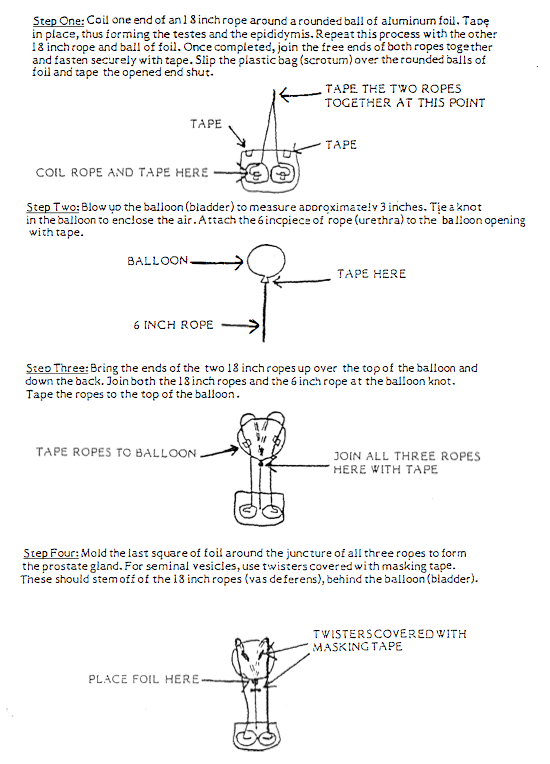 Step One: Coil one end of an 1 8 inch rope around a rounded ball of aluminum foil. Tape
in place, thus forming the testes and the epididymis. Repeat this process with the other
18 inch rope and ball of foil. Once completed, join the free ends of both ropes together
and fasten securely with tape. Slip the plastic bag (scrotum) over the rounded balls of
foil and tape the opened end shut.
TAPE THE TWO ROPES
TOGETHER AT THIS POINT
TAPE
TAPE
COIL ROPE AND TAPE HERE
Step Two: Blow up the balloon (bladder) to measure approximately 3 inches. Tie a knot
in the balloon to enclose the air. Attach the 6 incpiece of rope (urethra) to the balloon opening
with tape.
BALLOON
TAPE HERE
6 INCH ROPE
Step Three: Bring the ends of the two 18 inch ropes up over the top of the balloon and
down the back. Join both the 18 inch ropes and the 6 inch rope at the balloon knot.
Tape the ropes to the top of the balloon.
TAPE ROPES TO BALLOON
JOIN ALL THREE ROPES
HERE WITH TAPE
Step Four: Mold the last square of foil around the juncture of all three ropes to form
the prostate gland. For seminal vesicles, use twisters covered with masking tape.
These should stem off of the 18 inch ropes (vas deferens), behind the balloon (bladder).
TWISTERS COVERED WITH
MASKING TAPE
PLACE FOIL HERE